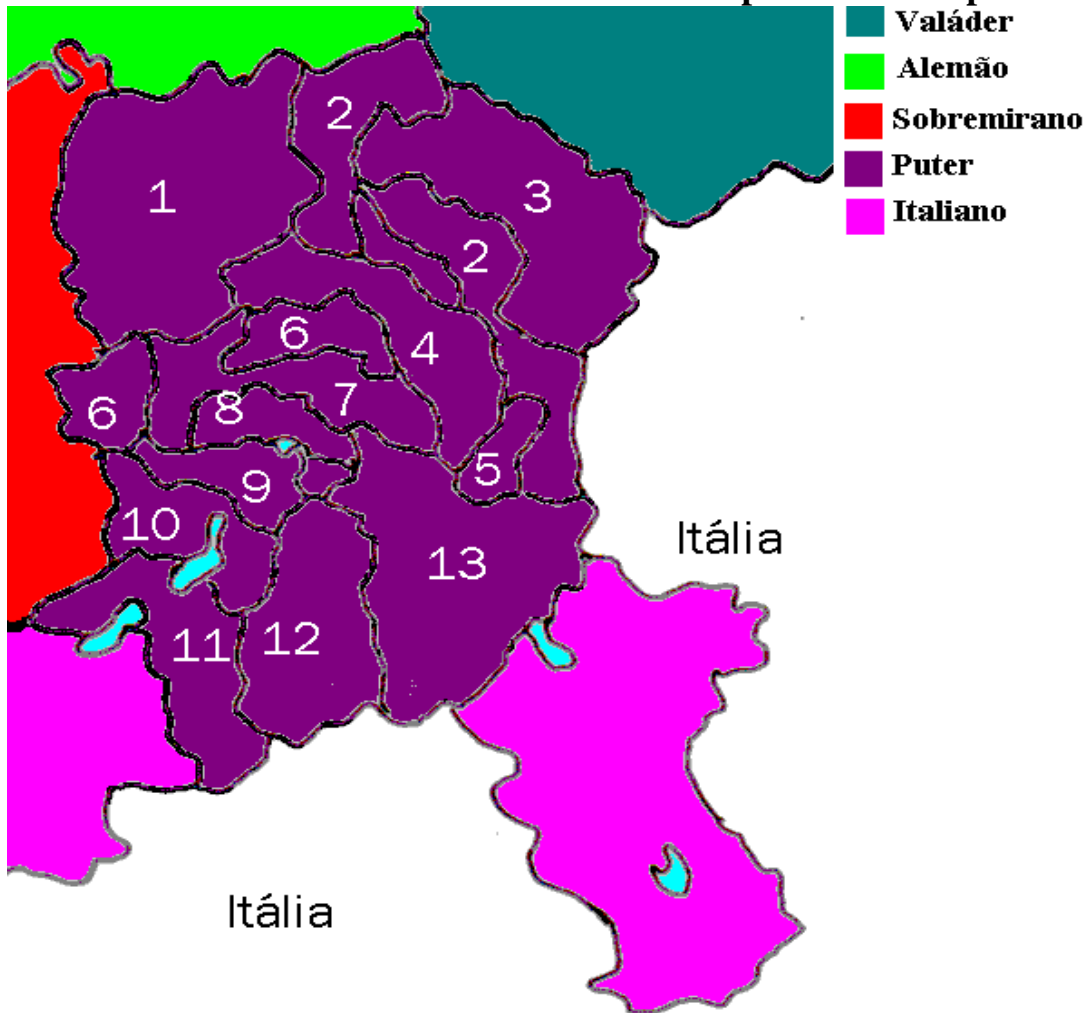 Valáder
Alemão
Sobremirano
Puter
Italiano
1
2
3
2
6
4
6
8
7
5
9
10
13
Itália
11
12
Itália